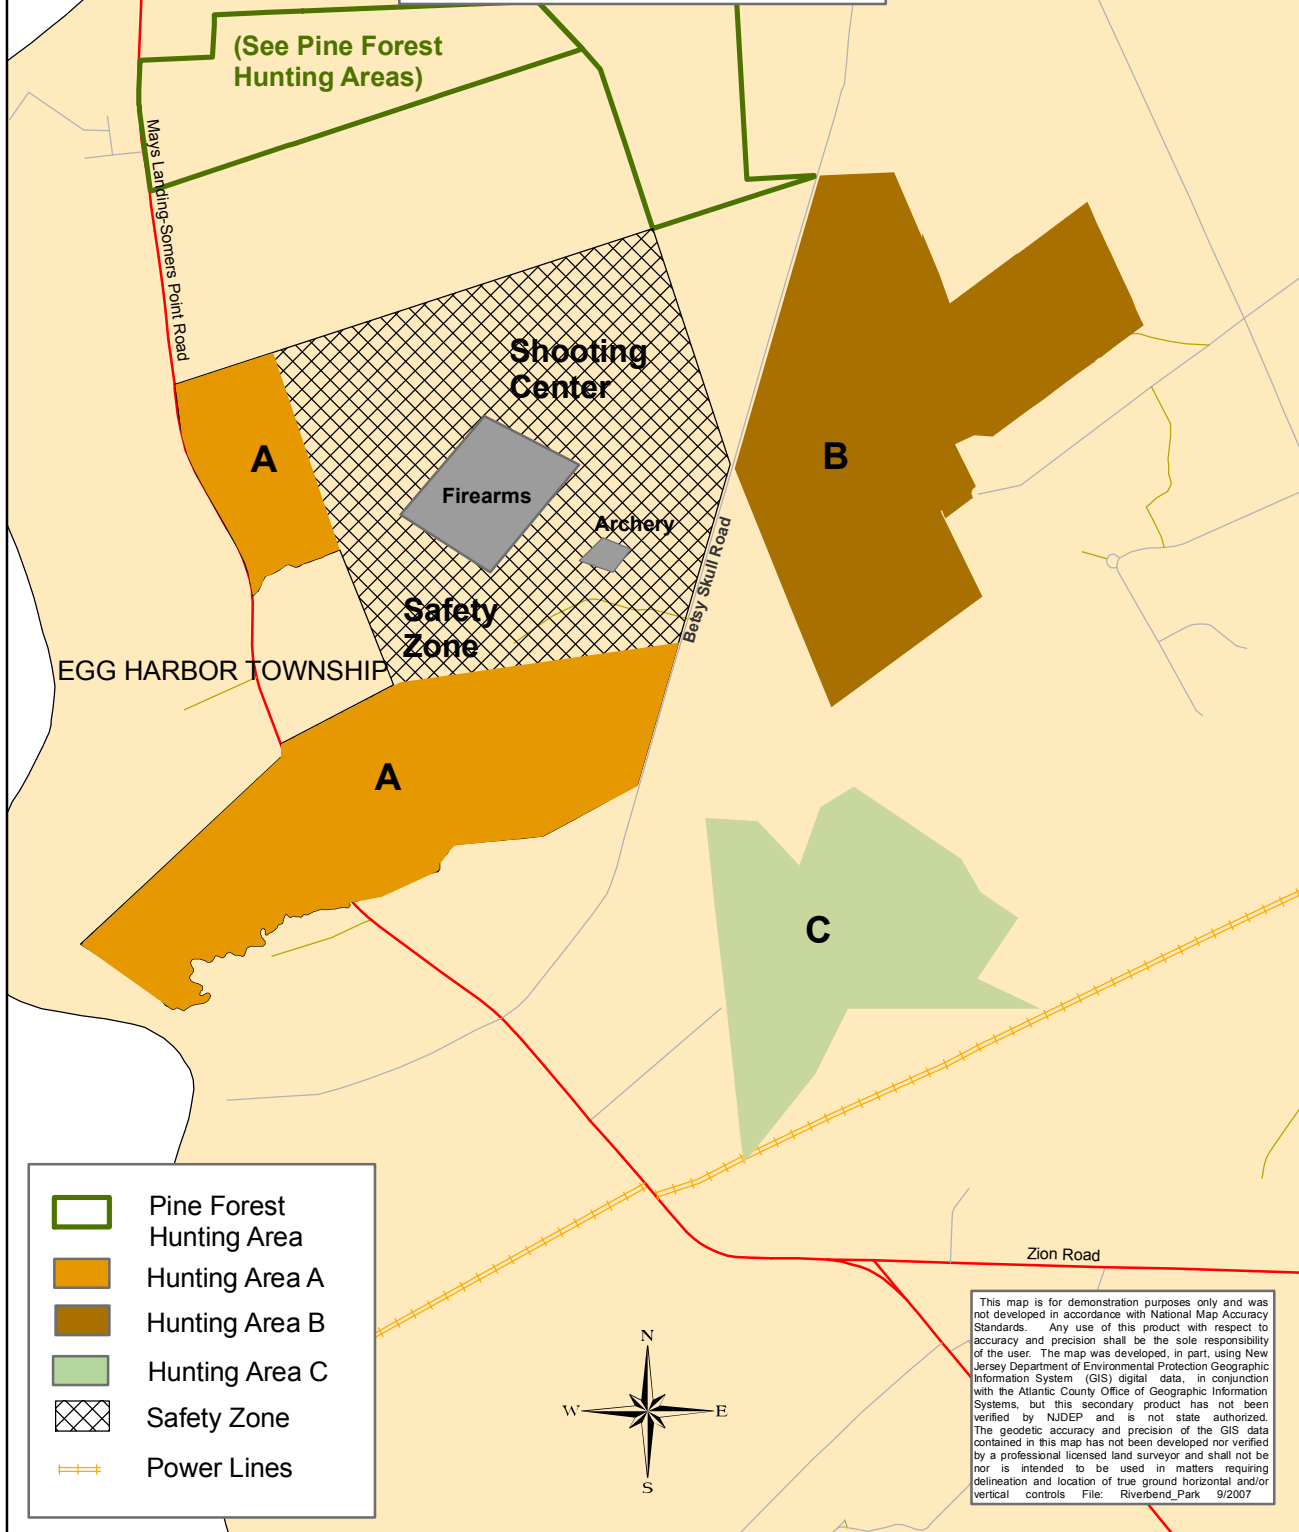 (See Pine Forest
Hunting Areas)
Mays Landing-Somers Point Road
Shooting
Center
A
B
Firearms
Archery
Betsy Skull Road
Safety
Zone
EGG HARBOR TOWNSHIP
A
C
Pine Forest
Hunting Area
Hunting Area A
Hunting Area B
Hunting Area C
Safety Zone
Power Lines
Zion Road
N
W
E
S
This map is for demonstration purposes only and was
not developed in accordance with National Map Accuracy
Standards. Any use of this product with respect to
accuracy and precision shall be the sole responsibility
of the user. The map was developed, in part, using New
Jersey Department of Environmental Protection Geographic
Information System (GIS) digital data, in conjunction
with the Atlantic County Office of Geographic Information
Systems, but this secondary product has not been
verified by NJDEP and is not state authorized.
The geodetic accuracy and precision of the GIS data
contained in this map has not been developed nor verified
by a professional licensed land surveyor and shall not be
nor is intended to be used in matters requiring
delineation and location of true ground horizontal and/or
vertical controls File: Riverbend_Park 9/2007